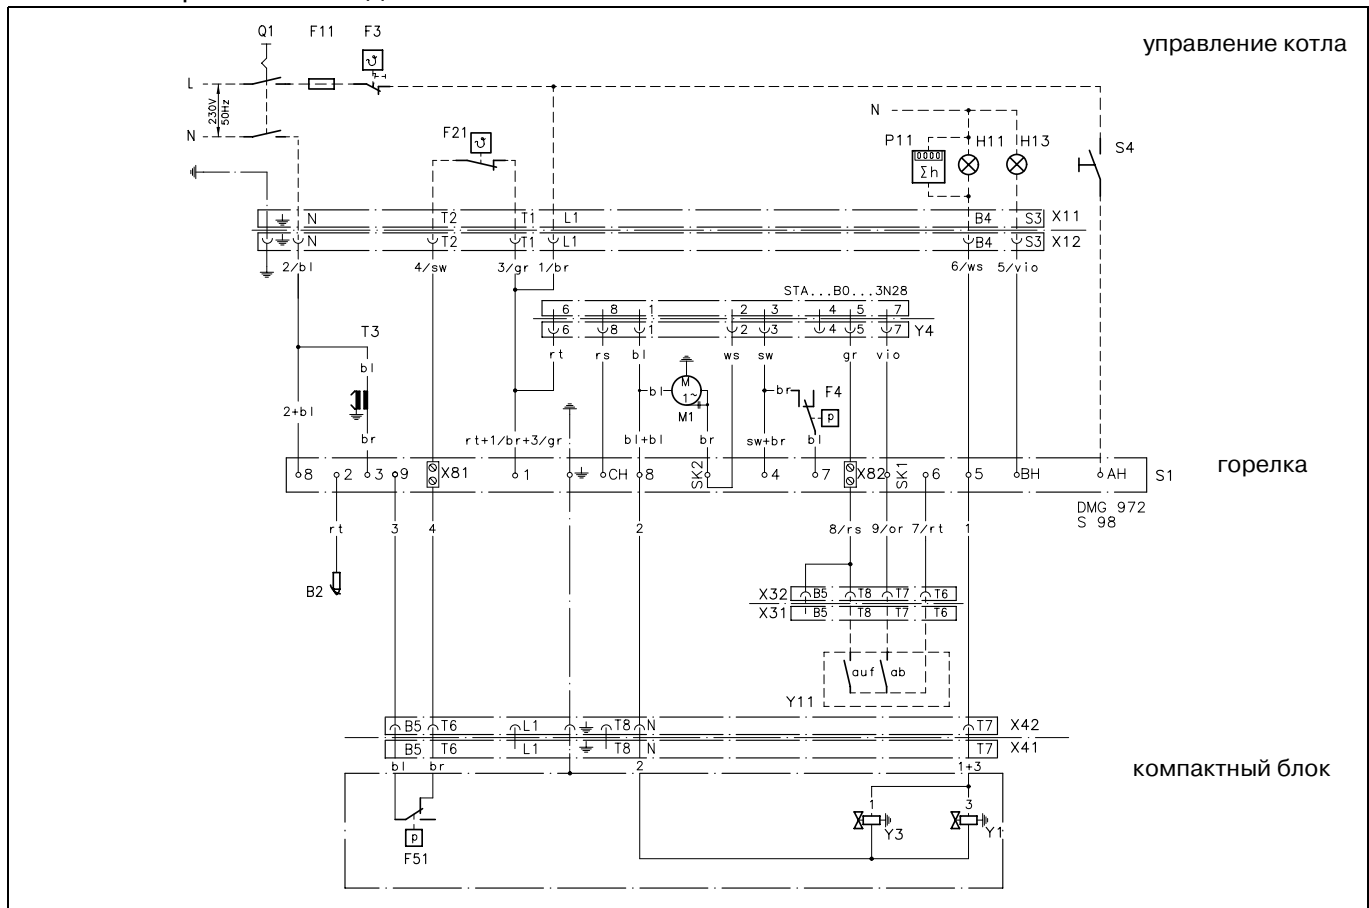 управление котла
Q1 F11 F3
L
230V
50Hz
N
F21
N
P11 H11 H13
Σh
S4
N T2 T1 L1 B4 S3 X11
N T2 T1 L1 B4 S3 X12
2/bl 4/sw 3/gr 1/br 6/ws 5/vio
STA...B0...3N28
6 8 1 2 3 4 5 7
6 8 1 2 3 4 5 7 Y4
rt rs bl ws sw gr vio
T3
bl
bl M 1~ br F4
M1 p
2+bl
br rt+1/br+3/gr bl+bl br sw+br bl
горелка
8 2 3 9 X81 1 CH 8 SK2 4 7 X82 SK1 6 5 BH AH S1
DMG 972
S 98
rt 3 4 2 8/rs 9/or 7/rt 1
B2
X32 B5 T8 T7 T6
X31 B5 T8 T7 T6
auf ab
Y11
B5 T6 L1 T8 N T7 X42
B5 T6 L1 T8 N T7 X41
bl br 2 1+3
компактный блок
1 3
Y3 Y1
p
F51